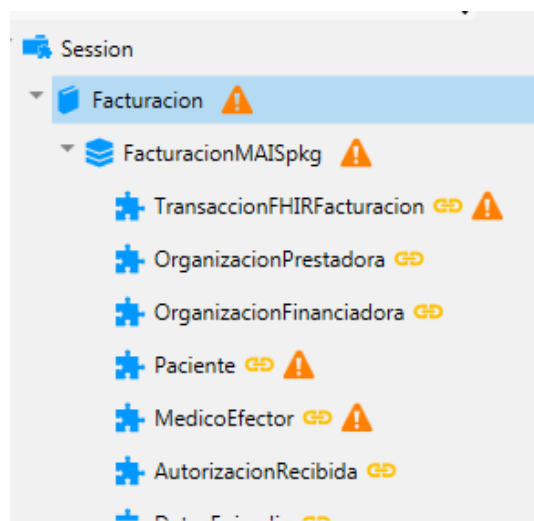 Session
Facturacion
FacturacionMAISpkg
TransaccionFHIRFacturacion
OrganizacionPrestadora
OrganizacionFinanciadora
Paciente
MedicoEfector
AutorizacionRecibida